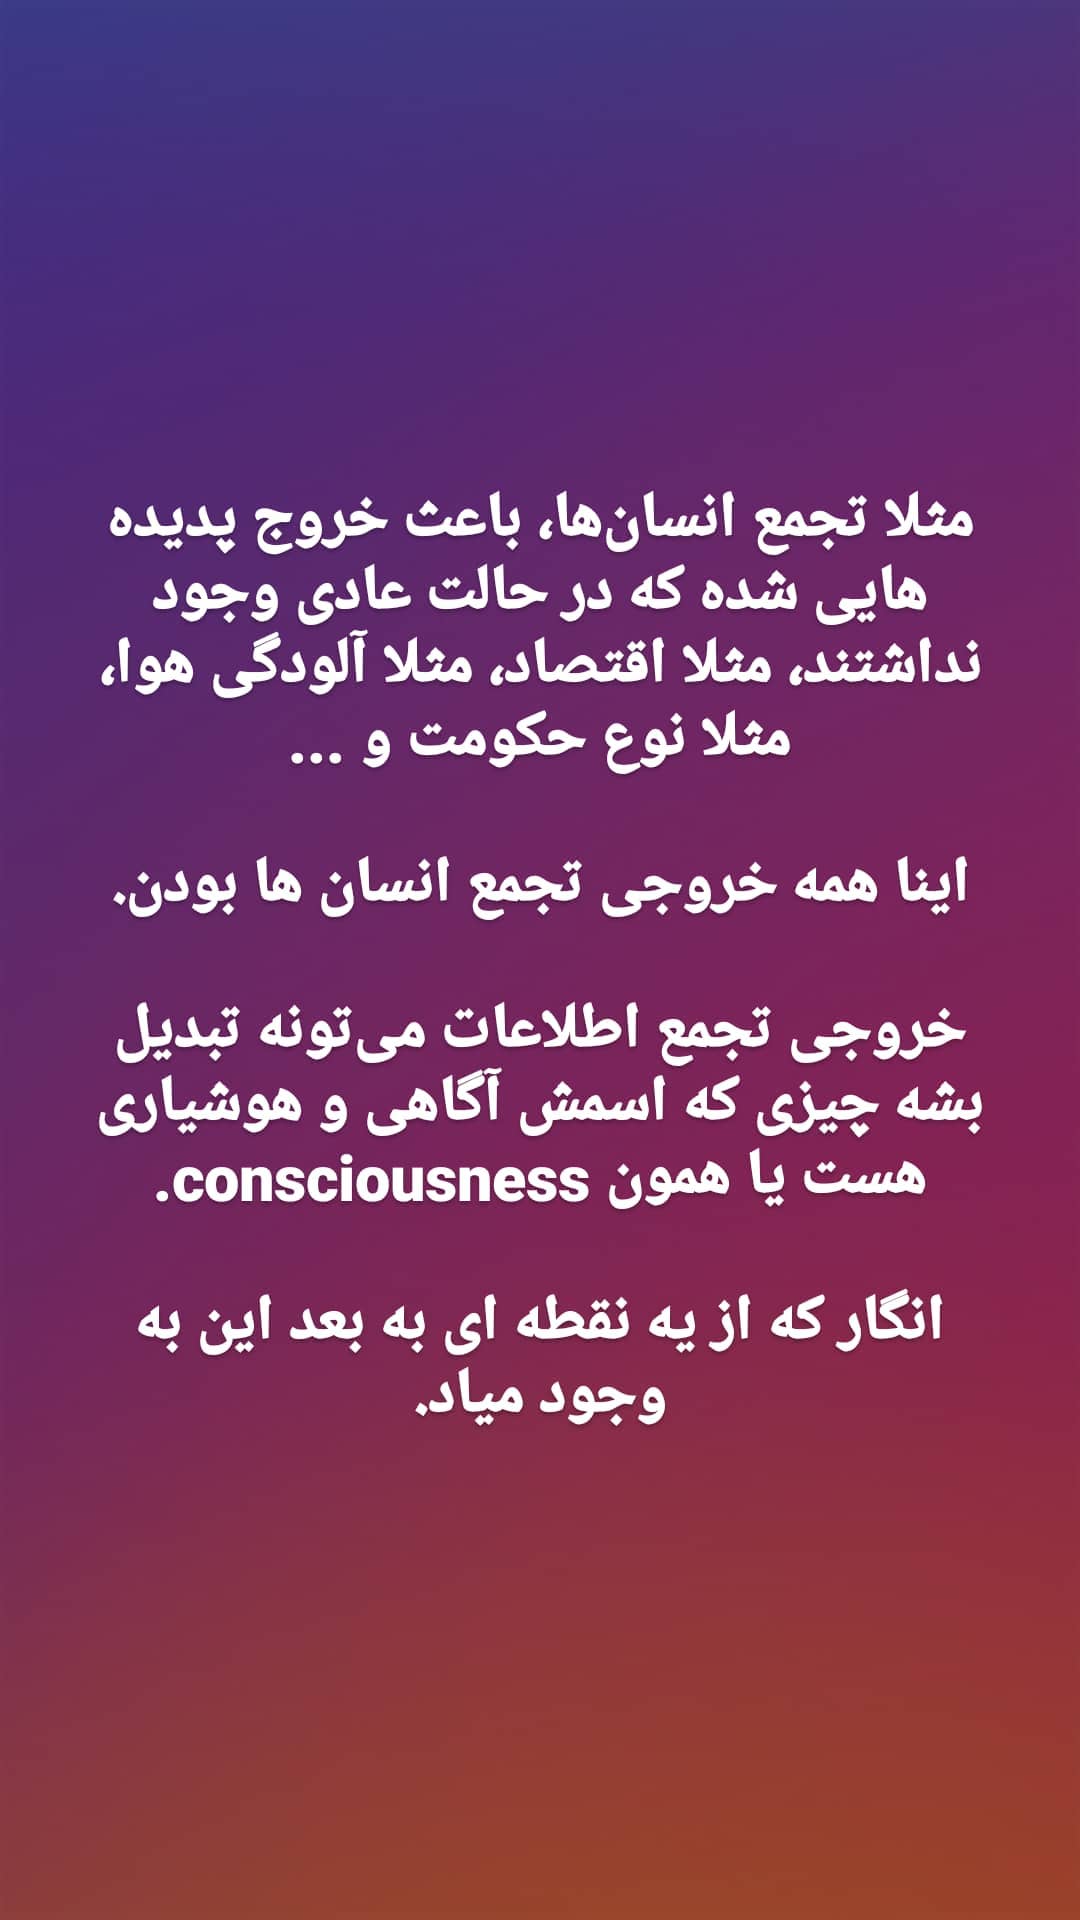 مثلا تجمع انسان‌ها، باعث خروج پدیده
هایی شده که در حالت عادی وجود
نداشتند، مثلا اقتصاد، مثلا آلودگی هوا،
مثلا نوع حکومت و ...
اینا همه خروجی تجمع انسان ها بودن.
خروجی تجمع اطلاعات می‌تونه تبدیل
بشه چیزی که اسمش آگاهی و هوشیاری
هست یا همون consciousness.
انگار که از یه نقطه ای به بعد این به
وجود میاد.